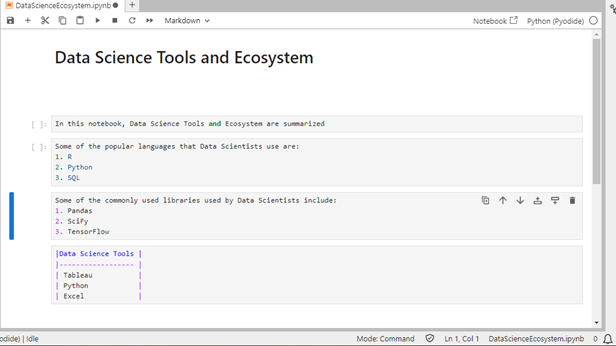 DataScienceEcosystem.ipynb
Markdown
Notebook
Python (Pyodide)
Data Science Tools and Ecosystem
[ ]: In this notebook, Data Science Tools and Ecosystem are summarized
[ ]: Some of the popular languages that Data Scientists use are:
1. R
2. Python
3. SQL
Some of the commonly used libraries used by Data Scientists include:
1. Pandas
2. SciFy
3. TensorFlow
|Data Science Tools |
|------------------ |
| Tableau |
| Python |
| Excel |
odide) | Idle
Mode: Command
Ln 1, Col 1
DataScienceEcosystem.ipynb
0